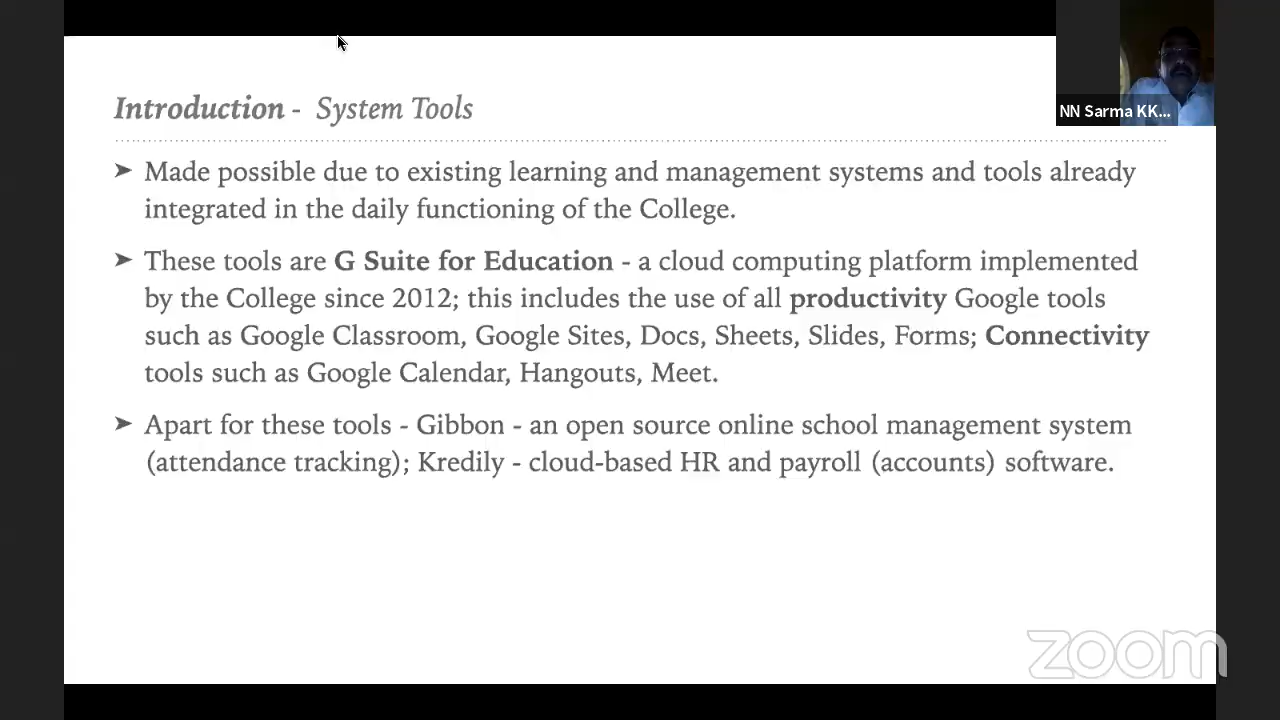 Introduction - System Tools
NN Sarma KK...
➤ Made possible due to existing learning and management systems and tools already
integrated in the daily functioning of the College.
➤ These tools are G Suite for Education - a cloud computing platform implemented
by the College since 2012; this includes the use of all productivity Google tools
such as Google Classroom, Google Sites, Docs, Sheets, Slides, Forms; Connectivity
tools such as Google Calendar, Hangouts, Meet.
➤ Apart for these tools - Gibbon - an open source online school management system
(attendance tracking); Kredily - cloud-based HR and payroll (accounts) software.
zoom